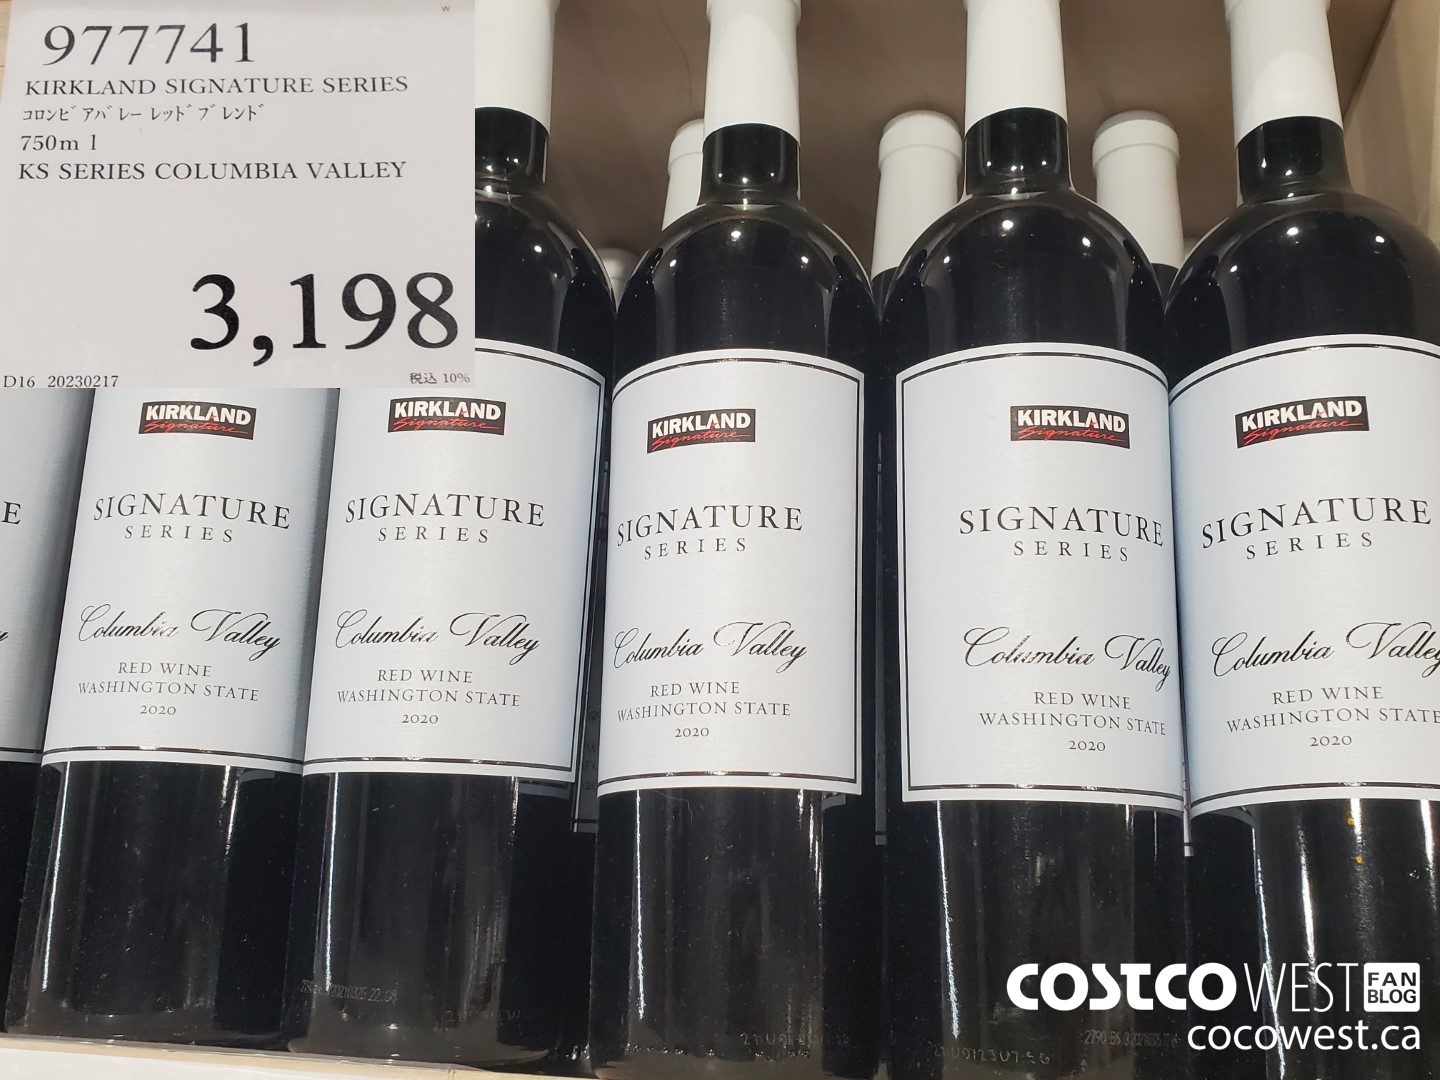 W
977741
KIRKLAND SIGNATURE SERIES
コロンビアバレーレッドブレンド
750m l
KS SERIES COLUMBIA VALLEY
3,198
D16 20230217
税込 10%
E
KIRKLAND
Signature
SIGNATURE
SERIES
Columbia Valley
RED WINE
WASHINGTON STATE
2020
KIRKLAND
Signature
SIGNATURE
SERIES
Columbia Valley
RED WINE
WASHINGTON STATE
2020
KIRKLAND
Signature
SIGNATURE
SERIES
Columbia Valley
RED WINE
WASHINGTON STATE
2020
KIRKLAND
Signature
SIGNATURE
SERIES
Columbia Valley
RED WINE
WASHINGTON STATE
2020
KIRKLAND
Signature
SIGNATURE
SERIES
Columbia Valley
RED WINE
WASHINGTON STATE
2020
COSTCO WEST FAN BLOG
cocowest.ca